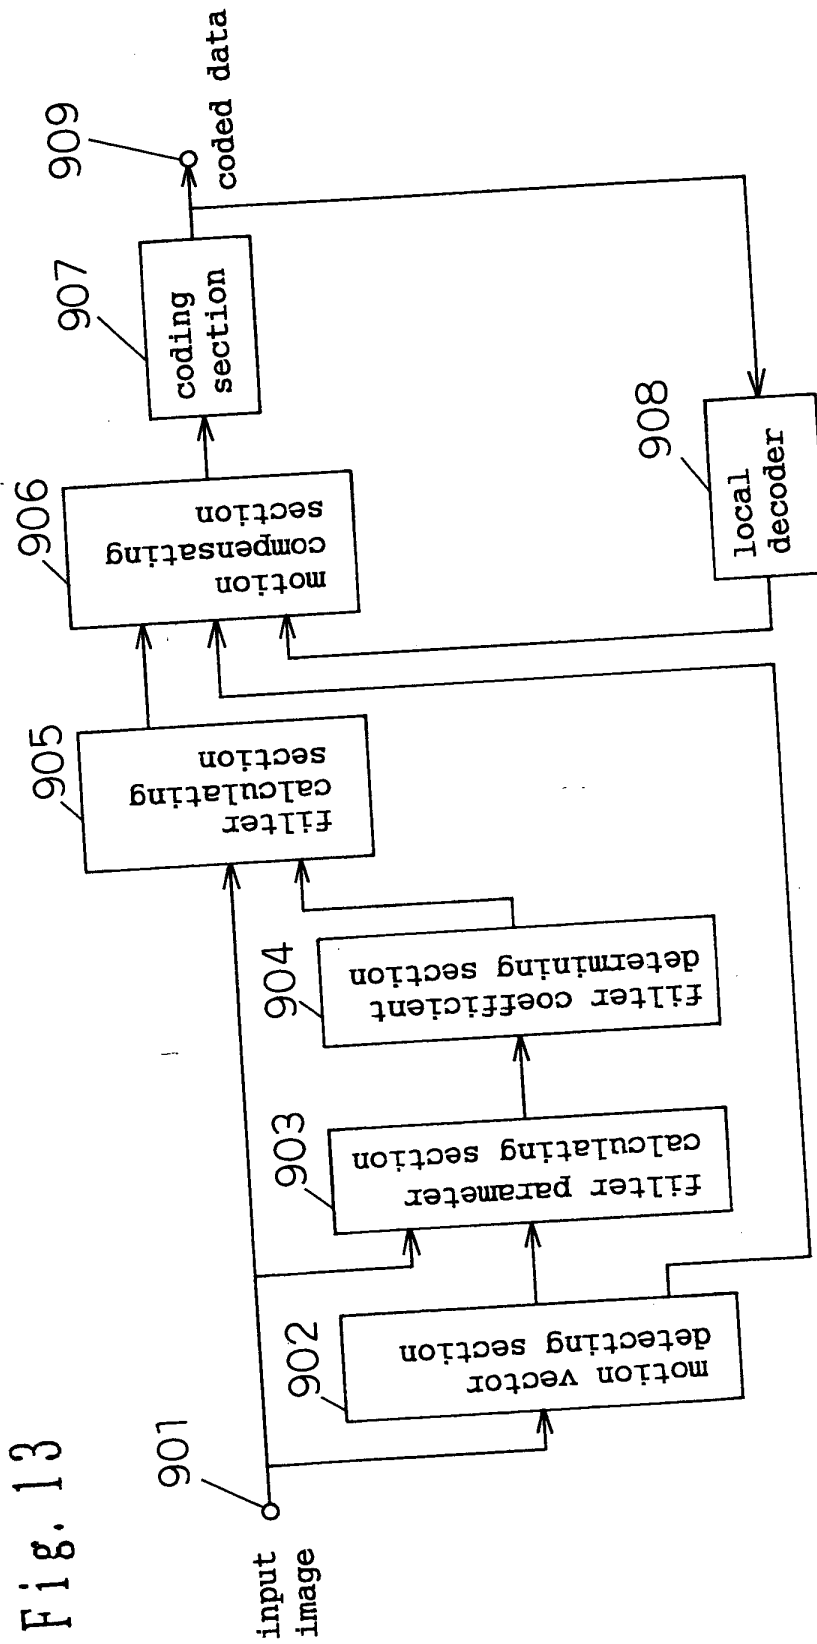 Fig. 13
901
input
image
902
motion vector
detecting section
903
filter parameter
calculating section
904
filter coefficient
determining section
905
filter
calculating
section
906
motion
compensating
section
907
coding
section
908
local
decoder
909
coded data